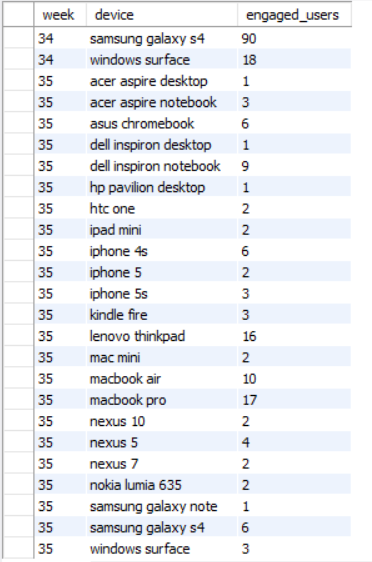 week device engaged_users
34 samsung galaxy s4 90
34 windows surface 18
35 acer aspire desktop 1
35 acer aspire notebook 3
35 asus chromebook 6
35 dell inspiron desktop 1
35 dell inspiron notebook 9
35 hp pavilion desktop 1
35 htc one 2
35 ipad mini 2
35 iphone 4s 6
35 iphone 5 2
35 iphone 5s 3
35 kindle fire 3
35 lenovo thinkpad 16
35 mac mini 2
35 macbook air 10
35 macbook pro 17
35 nexus 10 2
35 nexus 5 4
35 nexus 7 2
35 nokia lumia 635 2
35 samsung galaxy note 1
35 samsung galaxy s4 6
35 windows surface 3